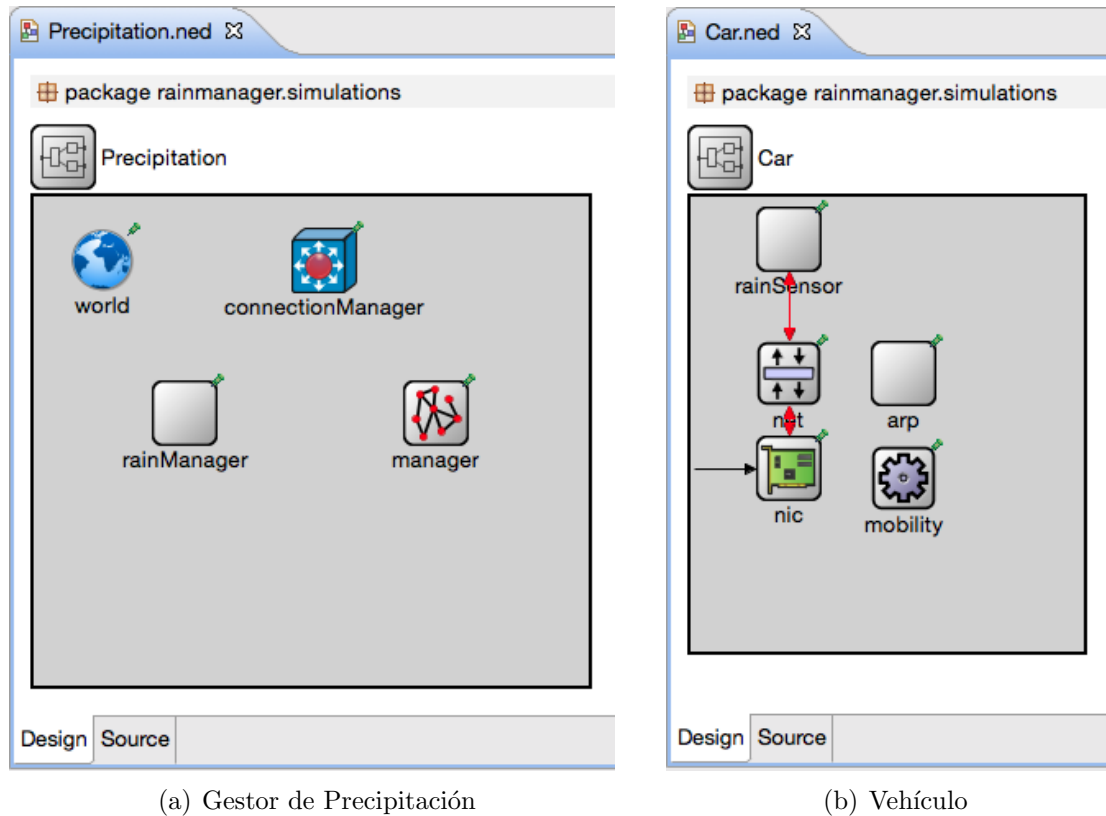 Precipitation.ned
package rainmanager.simulations
Precipitation
world
connectionManager
rainManager
manager
Design Source
(a) Gestor de Precipitación
Car.ned
package rainmanager.simulations
Car
rainSensor
net
arp
nic
mobility
Design Source
(b) Vehículo